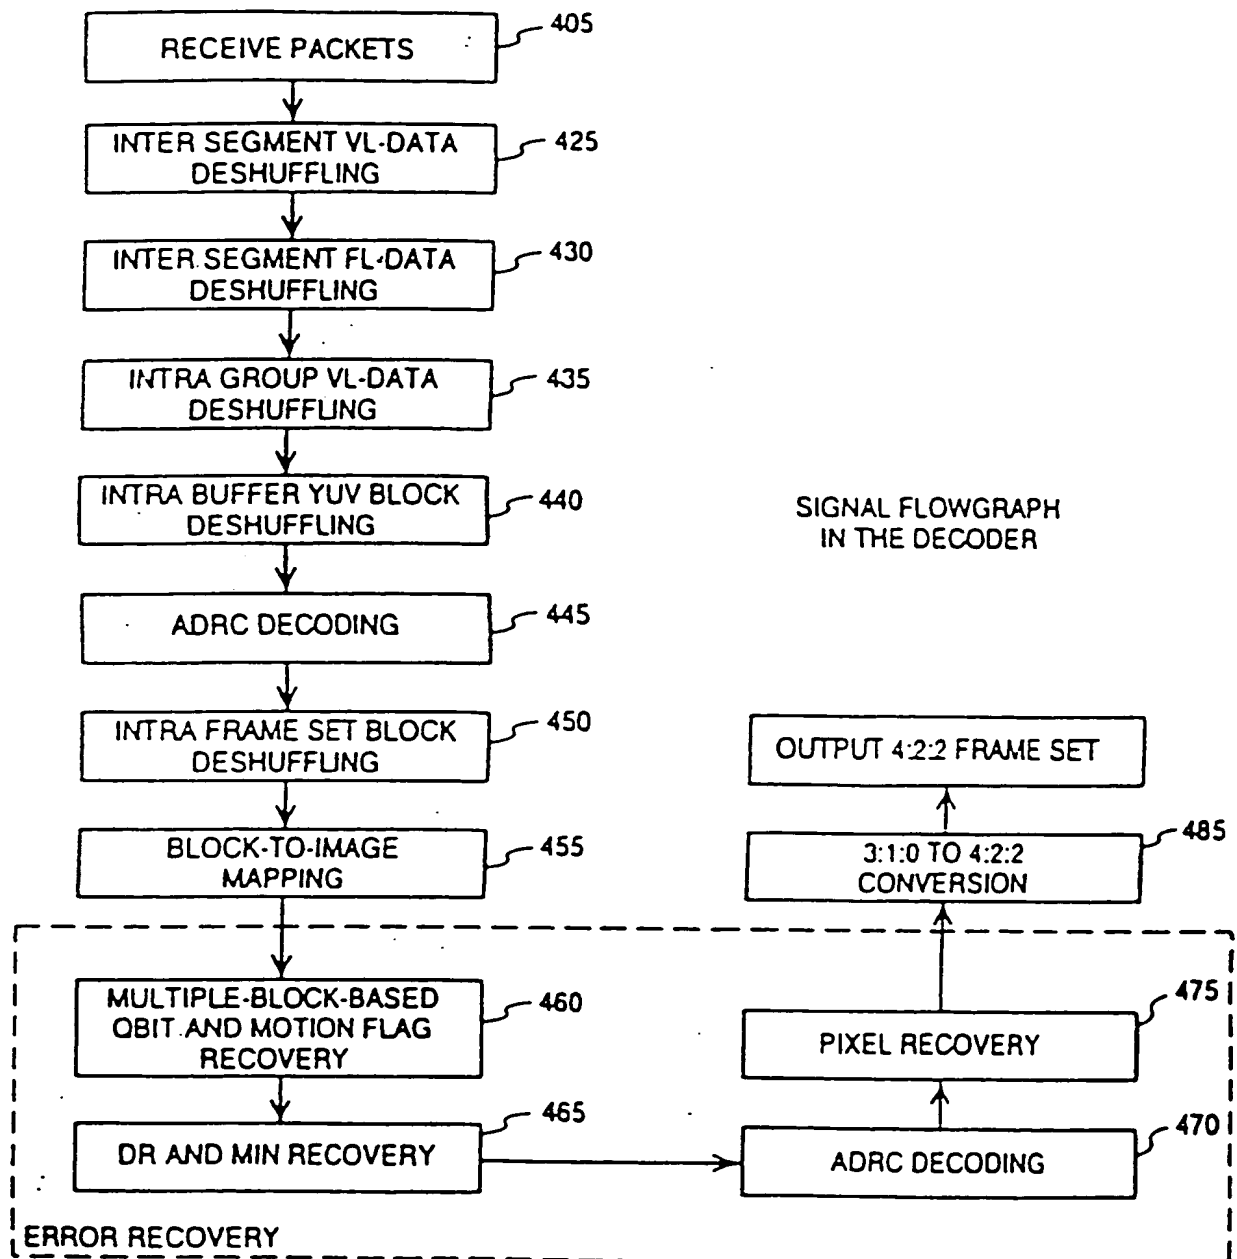 RECEIVE PACKETS
405
INTER SEGMENT VL-DATA
DESHUFFLING
425
INTER SEGMENT FL-DATA
DESHUFFLING
430
INTRA GROUP VL-DATA
DESHUFFLING
435
INTRA BUFFER YUV BLOCK
DESHUFFLING
440
SIGNAL FLOWGRAPH
IN THE DECODER
ADRC DECODING
445
INTRA FRAME SET BLOCK
DESHUFFLING
450
OUTPUT 4:2:2 FRAME SET
BLOCK-TO-IMAGE
MAPPING
455
3:1:0 TO 4:2:2
CONVERSION
485
MULTIPLE-BLOCK-BASED
QBIT AND MOTION FLAG
RECOVERY
460
PIXEL RECOVERY
475
DR AND MIN RECOVERY
465
ADRC DECODING
470
ERROR RECOVERY